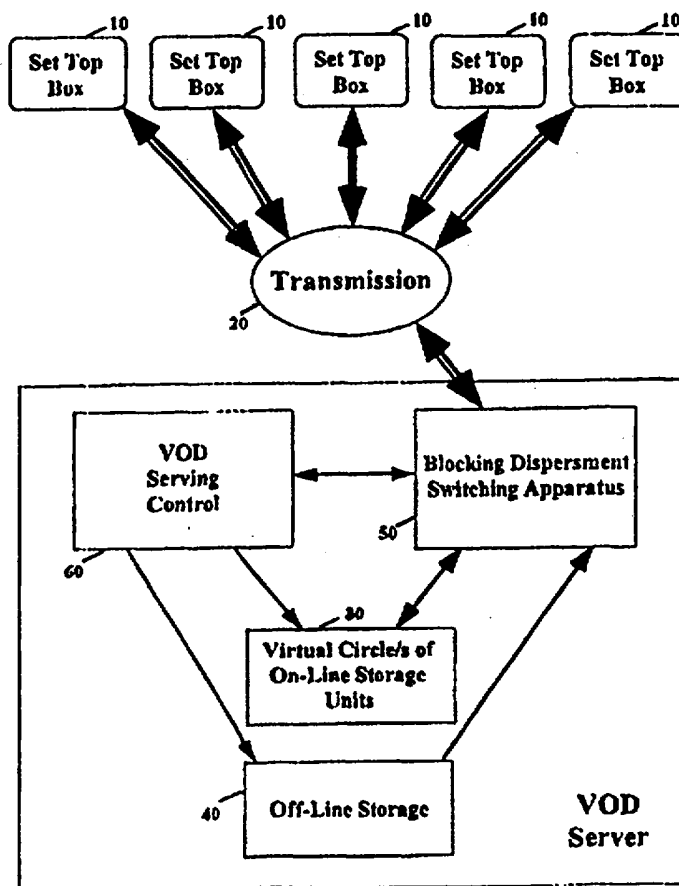 10 10 10 10 10
Set Top Box
Set Top Box
Set Top Box
Set Top Box
Set Top Box
Transmission
20
VOD
Serving
Control
60
Blocking Dispersment
Switching Apparatus
50
30
Virtual Circle/s of
On-Line Storage
Units
40
Off-Line Storage
VOD
Server